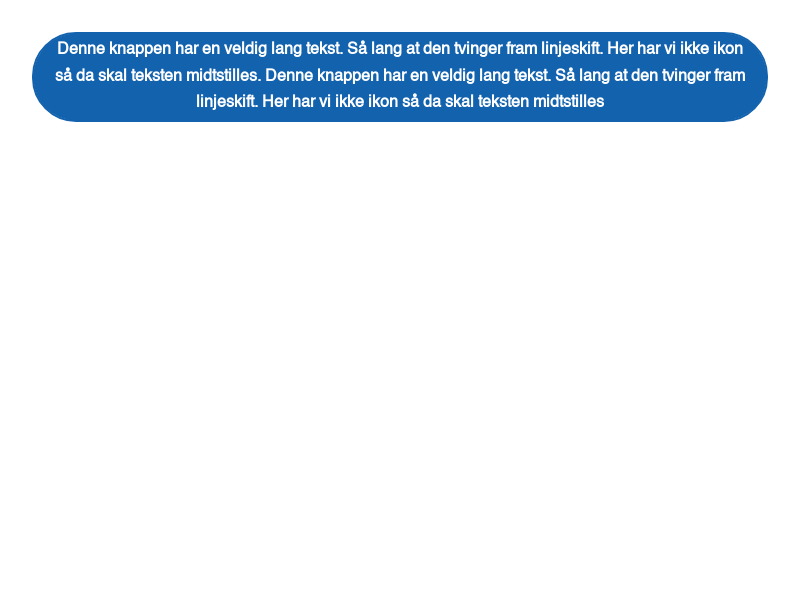 Denne knappen har en veldig lang tekst. Så lang at den tvinger fram linjeskift. Her har vi ikke ikon
så da skal teksten midtstilles. Denne knappen har en veldig lang tekst. Så lang at den tvinger fram
linjeskift. Her har vi ikke ikon så da skal teksten midtstilles